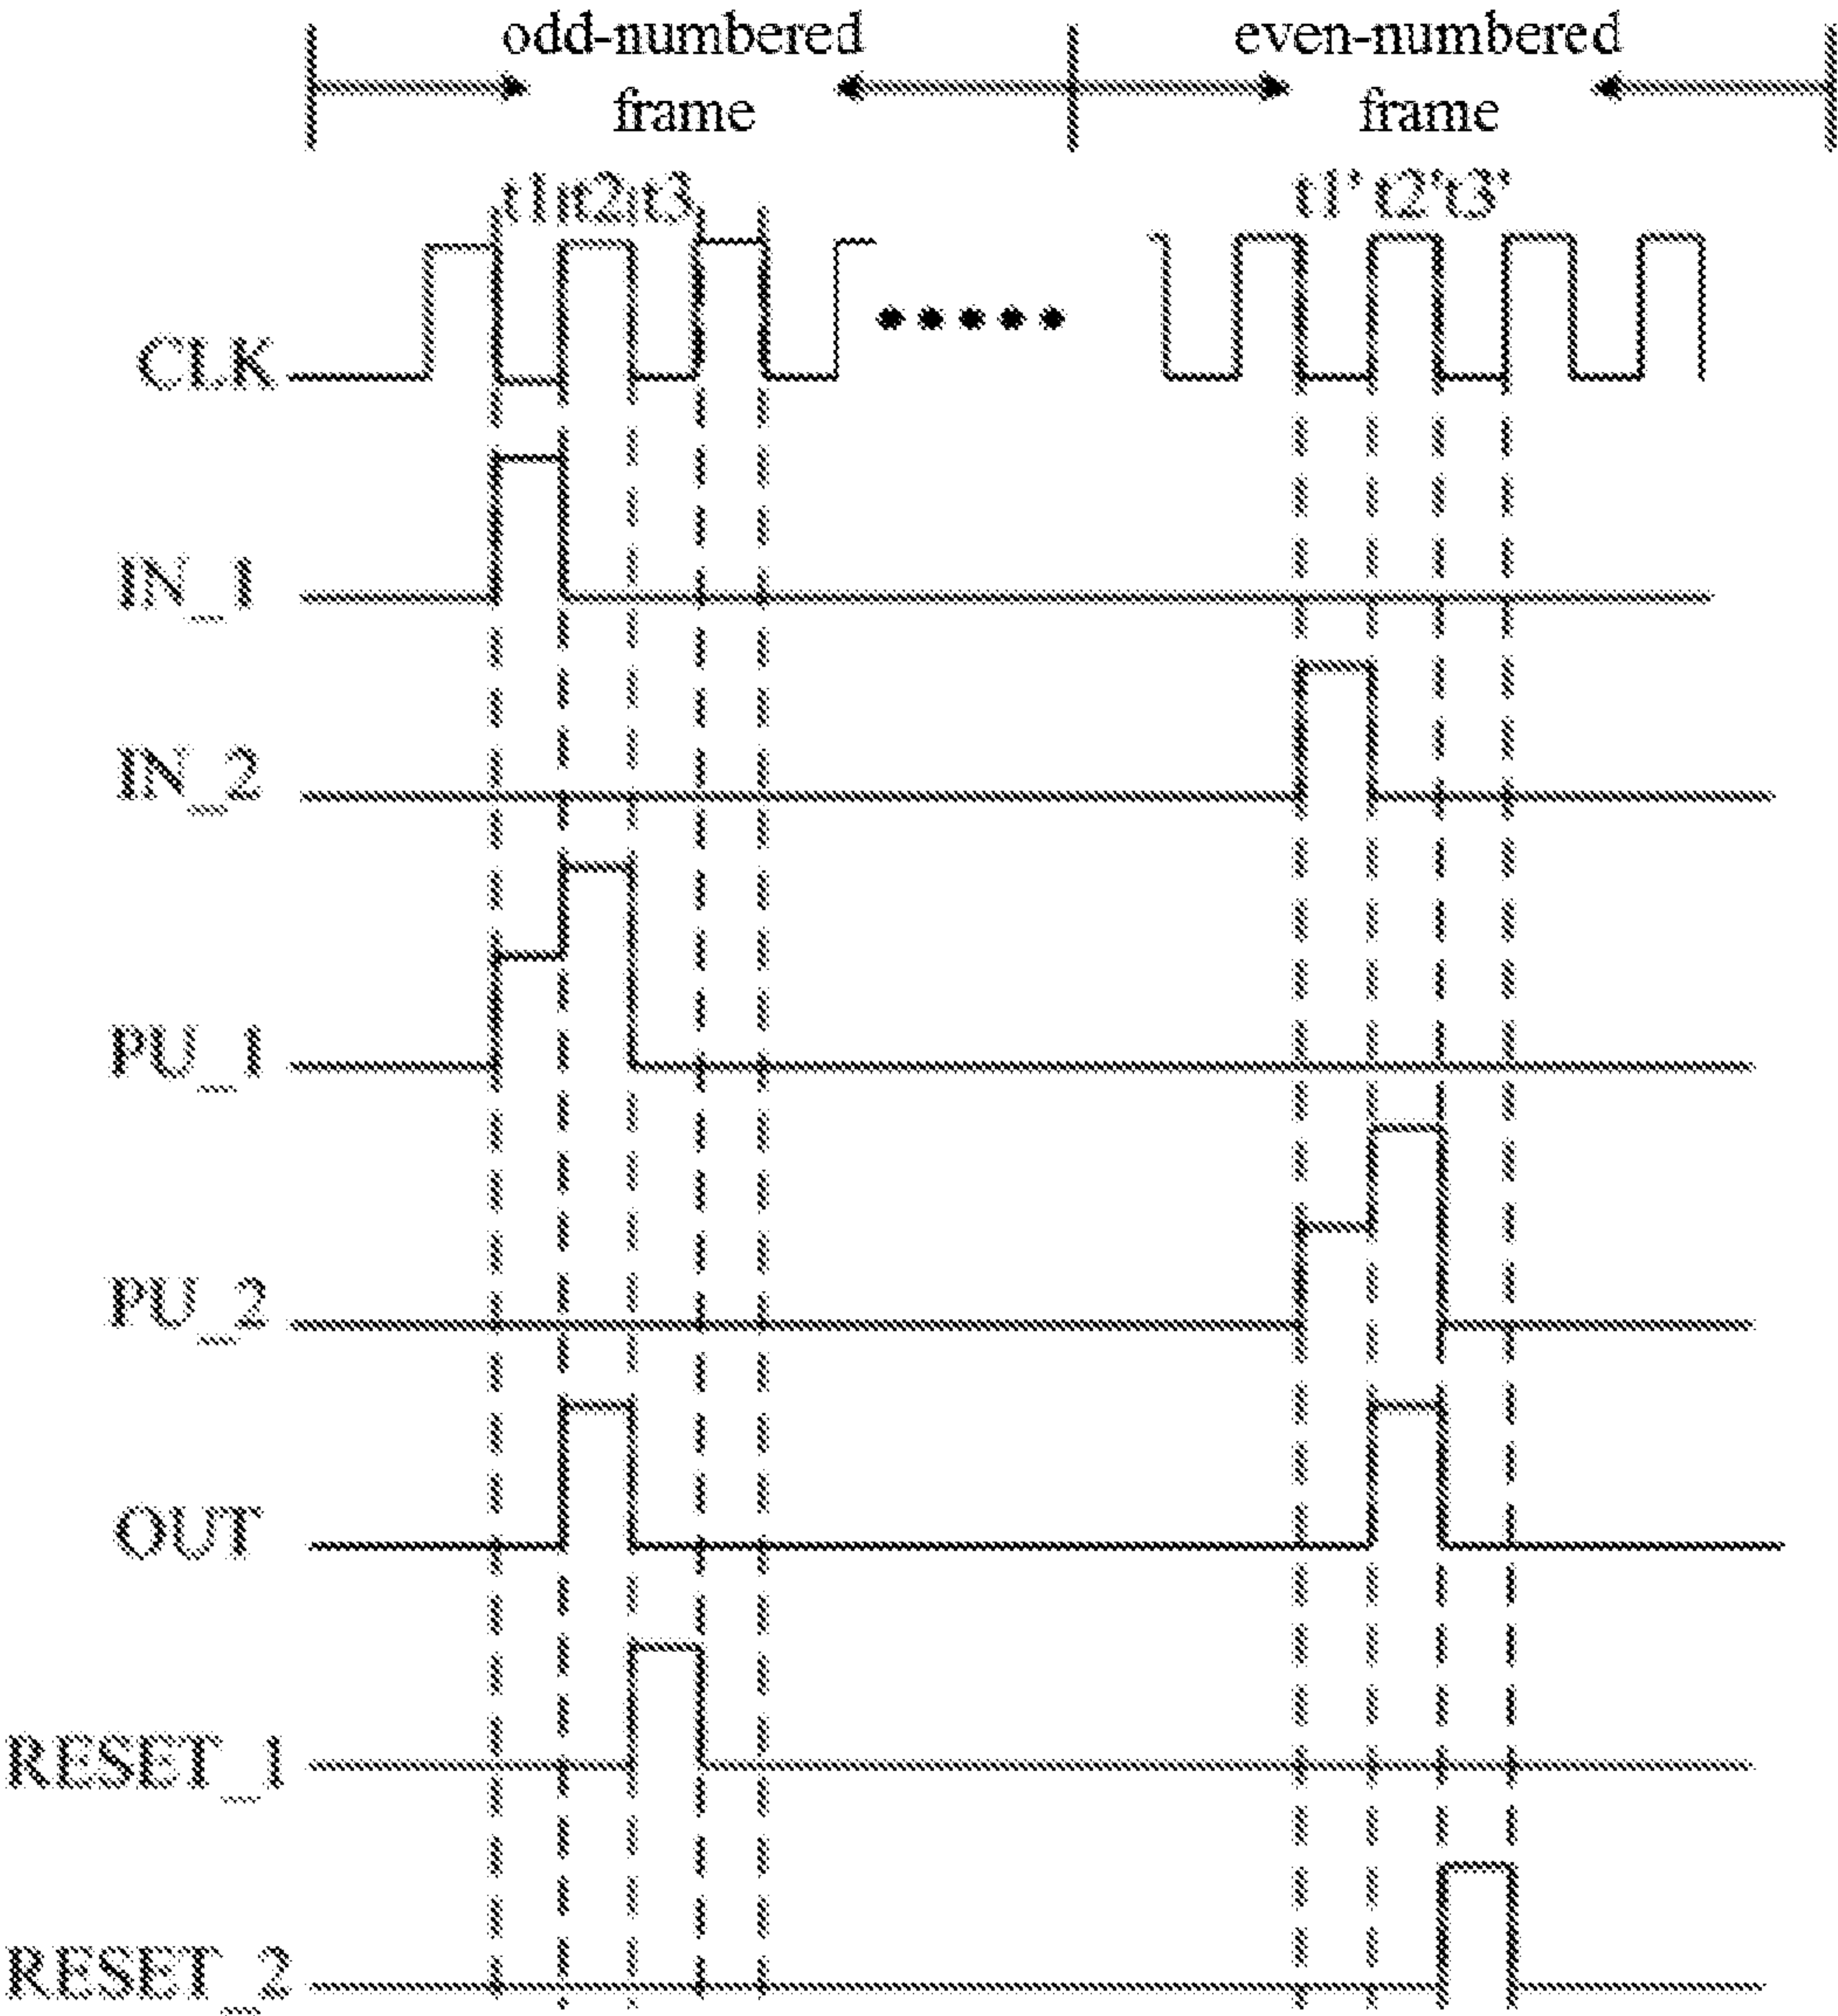 odd-numbered frame
even-numbered frame
t1 t2 t3
t1' t2' t3'
CLK
IN_1
IN_2
PU_1
PU_2
OUT
RESET_1
RESET_2